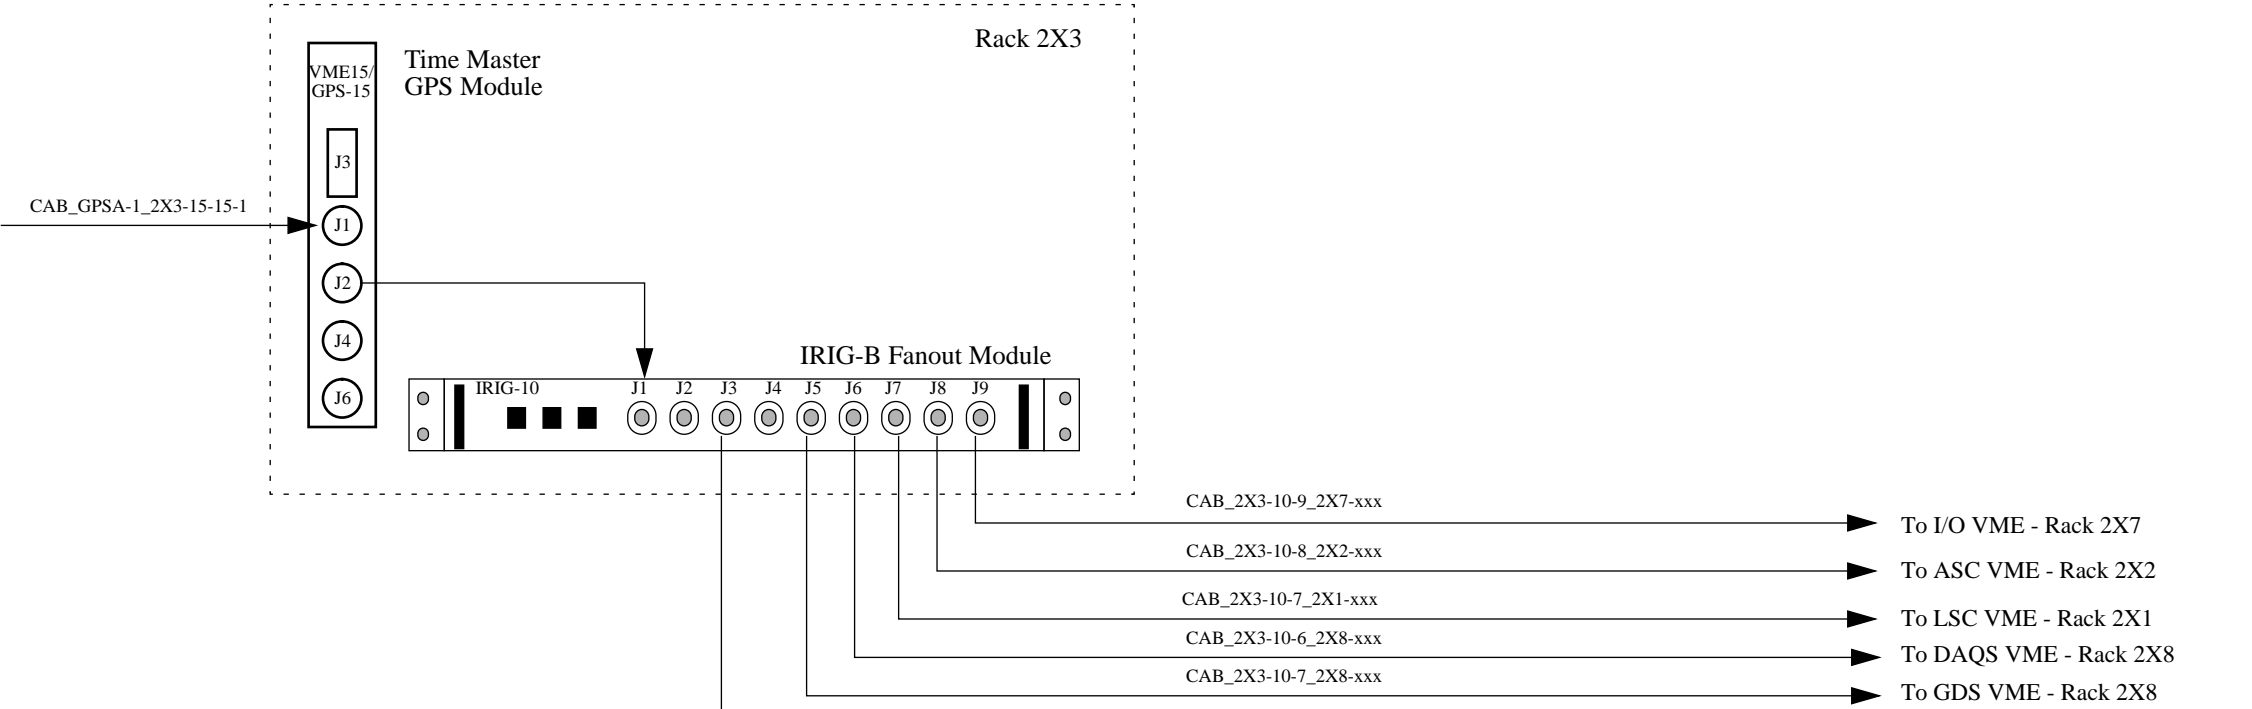 Rack 2X3
Time Master
GPS Module
VME15/
GPS-15
J3
CAB_GPSA-1_2X3-15-15-1
J1
J2
J4
J6
IRIG-B Fanout Module
IRIG-10
J1 J2 J3 J4 J5 J6 J7 J8 J9
CAB_2X3-10-9_2X7-xxx
To I/O VME - Rack 2X7
CAB_2X3-10-8_2X2-xxx
To ASC VME - Rack 2X2
CAB_2X3-10-7_2X1-xxx
To LSC VME - Rack 2X1
CAB_2X3-10-6_2X8-xxx
To DAQS VME - Rack 2X8
CAB_2X3-10-7_2X8-xxx
To GDS VME - Rack 2X8